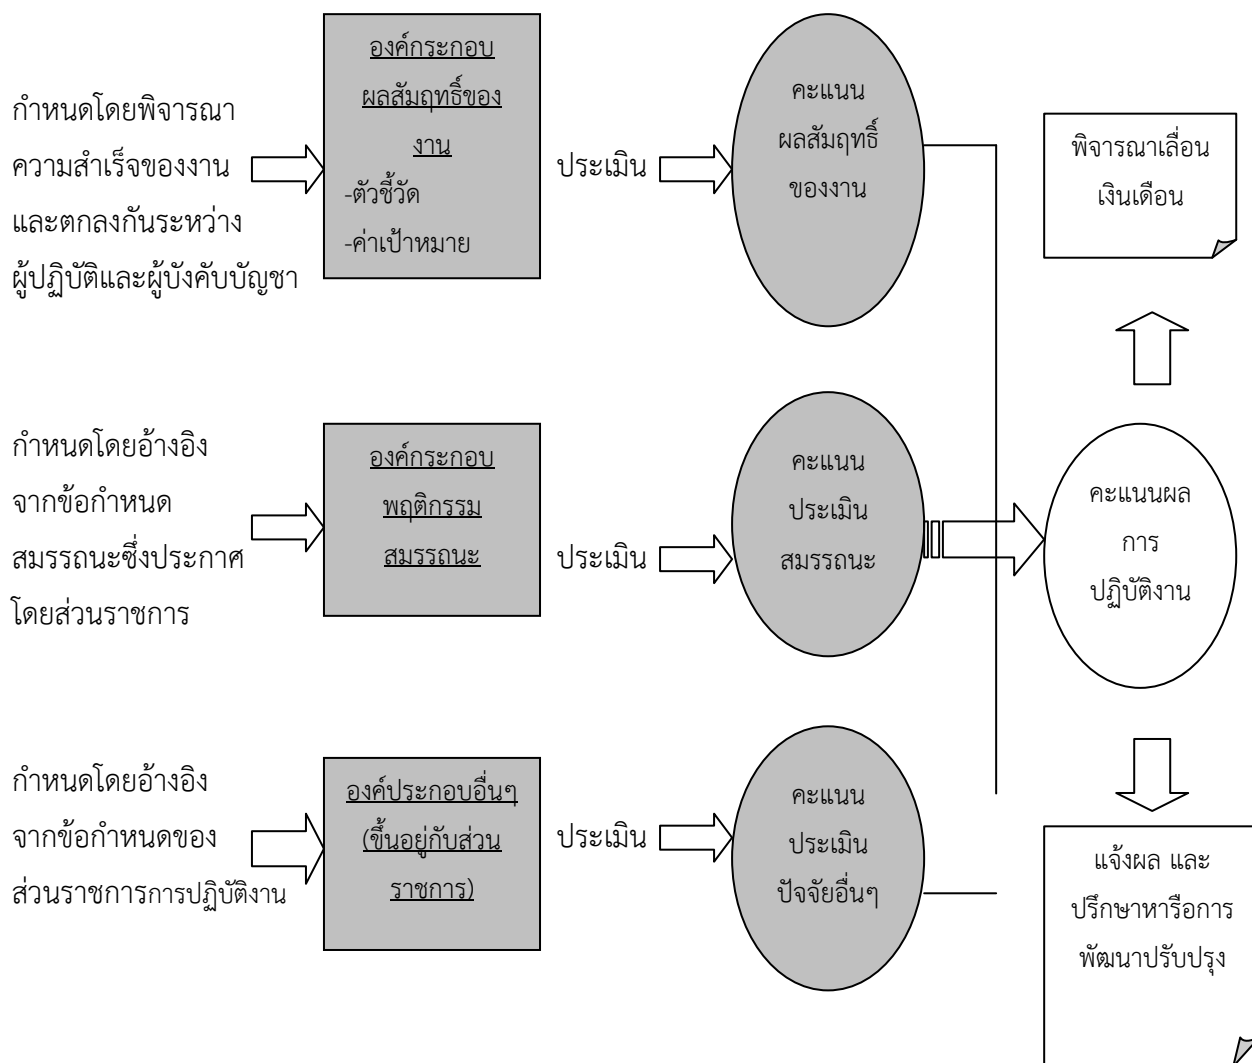 กำหนดโดยพิจารณา
ความสำเร็จของงาน
และตกลงกันระหว่าง
ผู้ปฏิบัติและผู้บังคับบัญชา
องค์กระกอบ
ผลสัมฤทธิ์ของ
งาน
-ตัวชี้วัด
-ค่าเป้าหมาย
ประเมิน
คะแนน
ผลสัมฤทธิ์
ของงาน
พิจารณาเลื่อน
เงินเดือน
กำหนดโดยอ้างอิง
จากข้อกำหนด
สมรรถนะซึ่งประกาศ
โดยส่วนราชการ
องค์กระกอบ
พฤติกรรม
สมรรถนะ
ประเมิน
คะแนน
ประเมิน
สมรรถนะ
คะแนนผล
การ
ปฏิบัติงาน
กำหนดโดยอ้างอิง
จากข้อกำหนดของ
ส่วนราชการการปฏิบัติงาน
องค์ประกอบอื่นๆ
(ขึ้นอยู่กับส่วน
ราชการ)
ประเมิน
คะแนน
ประเมิน
ปัจจัยอื่นๆ
แจ้งผล และ
ปรึกษาหารือการ
พัฒนาปรับปรุง